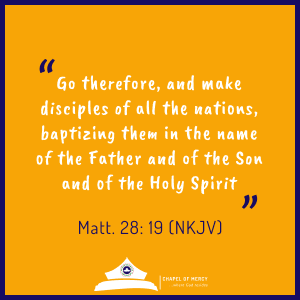 “
Go therefore, and make
disciples of all the nations,
baptizing them in the name
of the Father and of the Son
and of the Holy Spirit
”
Matt. 28: 19 (NKJV)
CHAPEL OF MERCY